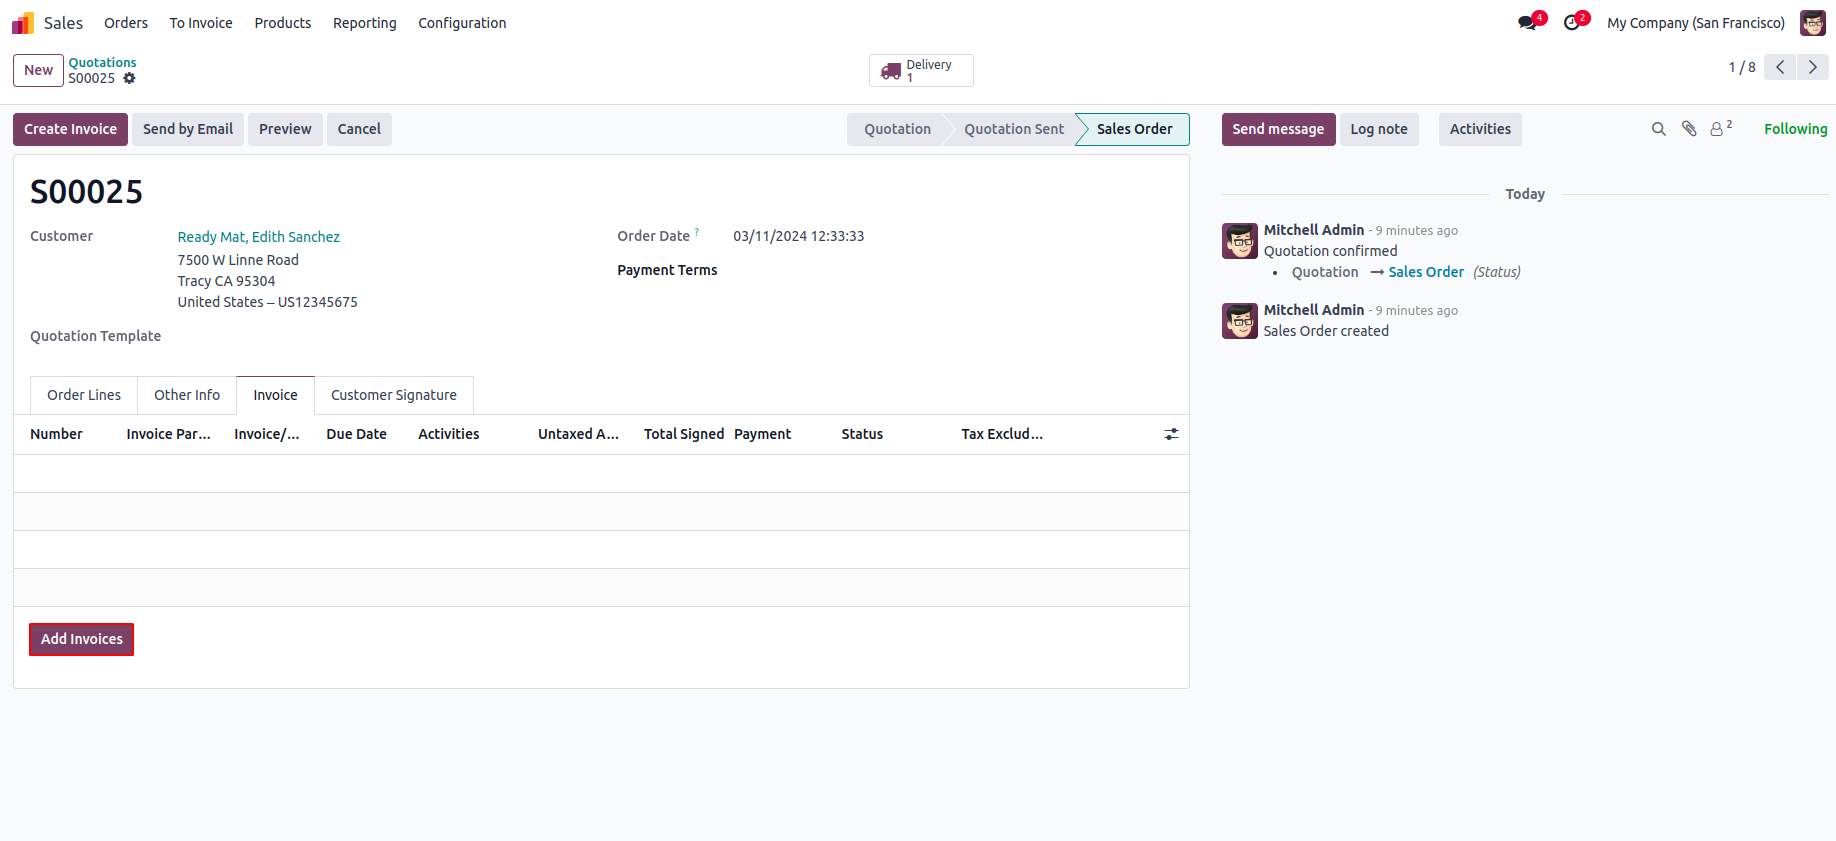 Sales Orders To Invoice Products Reporting Configuration 4 2 My Company (San Francisco)
New Quotations Delivery 1 / 8
S00025 1
Create Invoice Send by Email Preview Cancel Quotation Quotation Sent Sales Order Send message Log note Activities 2 Following
S00025
Customer Ready Mat, Edith Sanchez
7500 W Linne Road
Tracy CA 95304
United States – US12345675
Order Date ? 03/11/2024 12:33:33
Payment Terms
Quotation Template
Order Lines Other Info Invoice Customer Signature
Number Invoice Par... Invoice/... Due Date Activities Untaxed A... Total Signed Payment Status Tax Exclud...
Add Invoices
Today
Mitchell Admin - 9 minutes ago
Quotation confirmed
• Quotation → Sales Order (Status)
Mitchell Admin - 9 minutes ago
Sales Order created